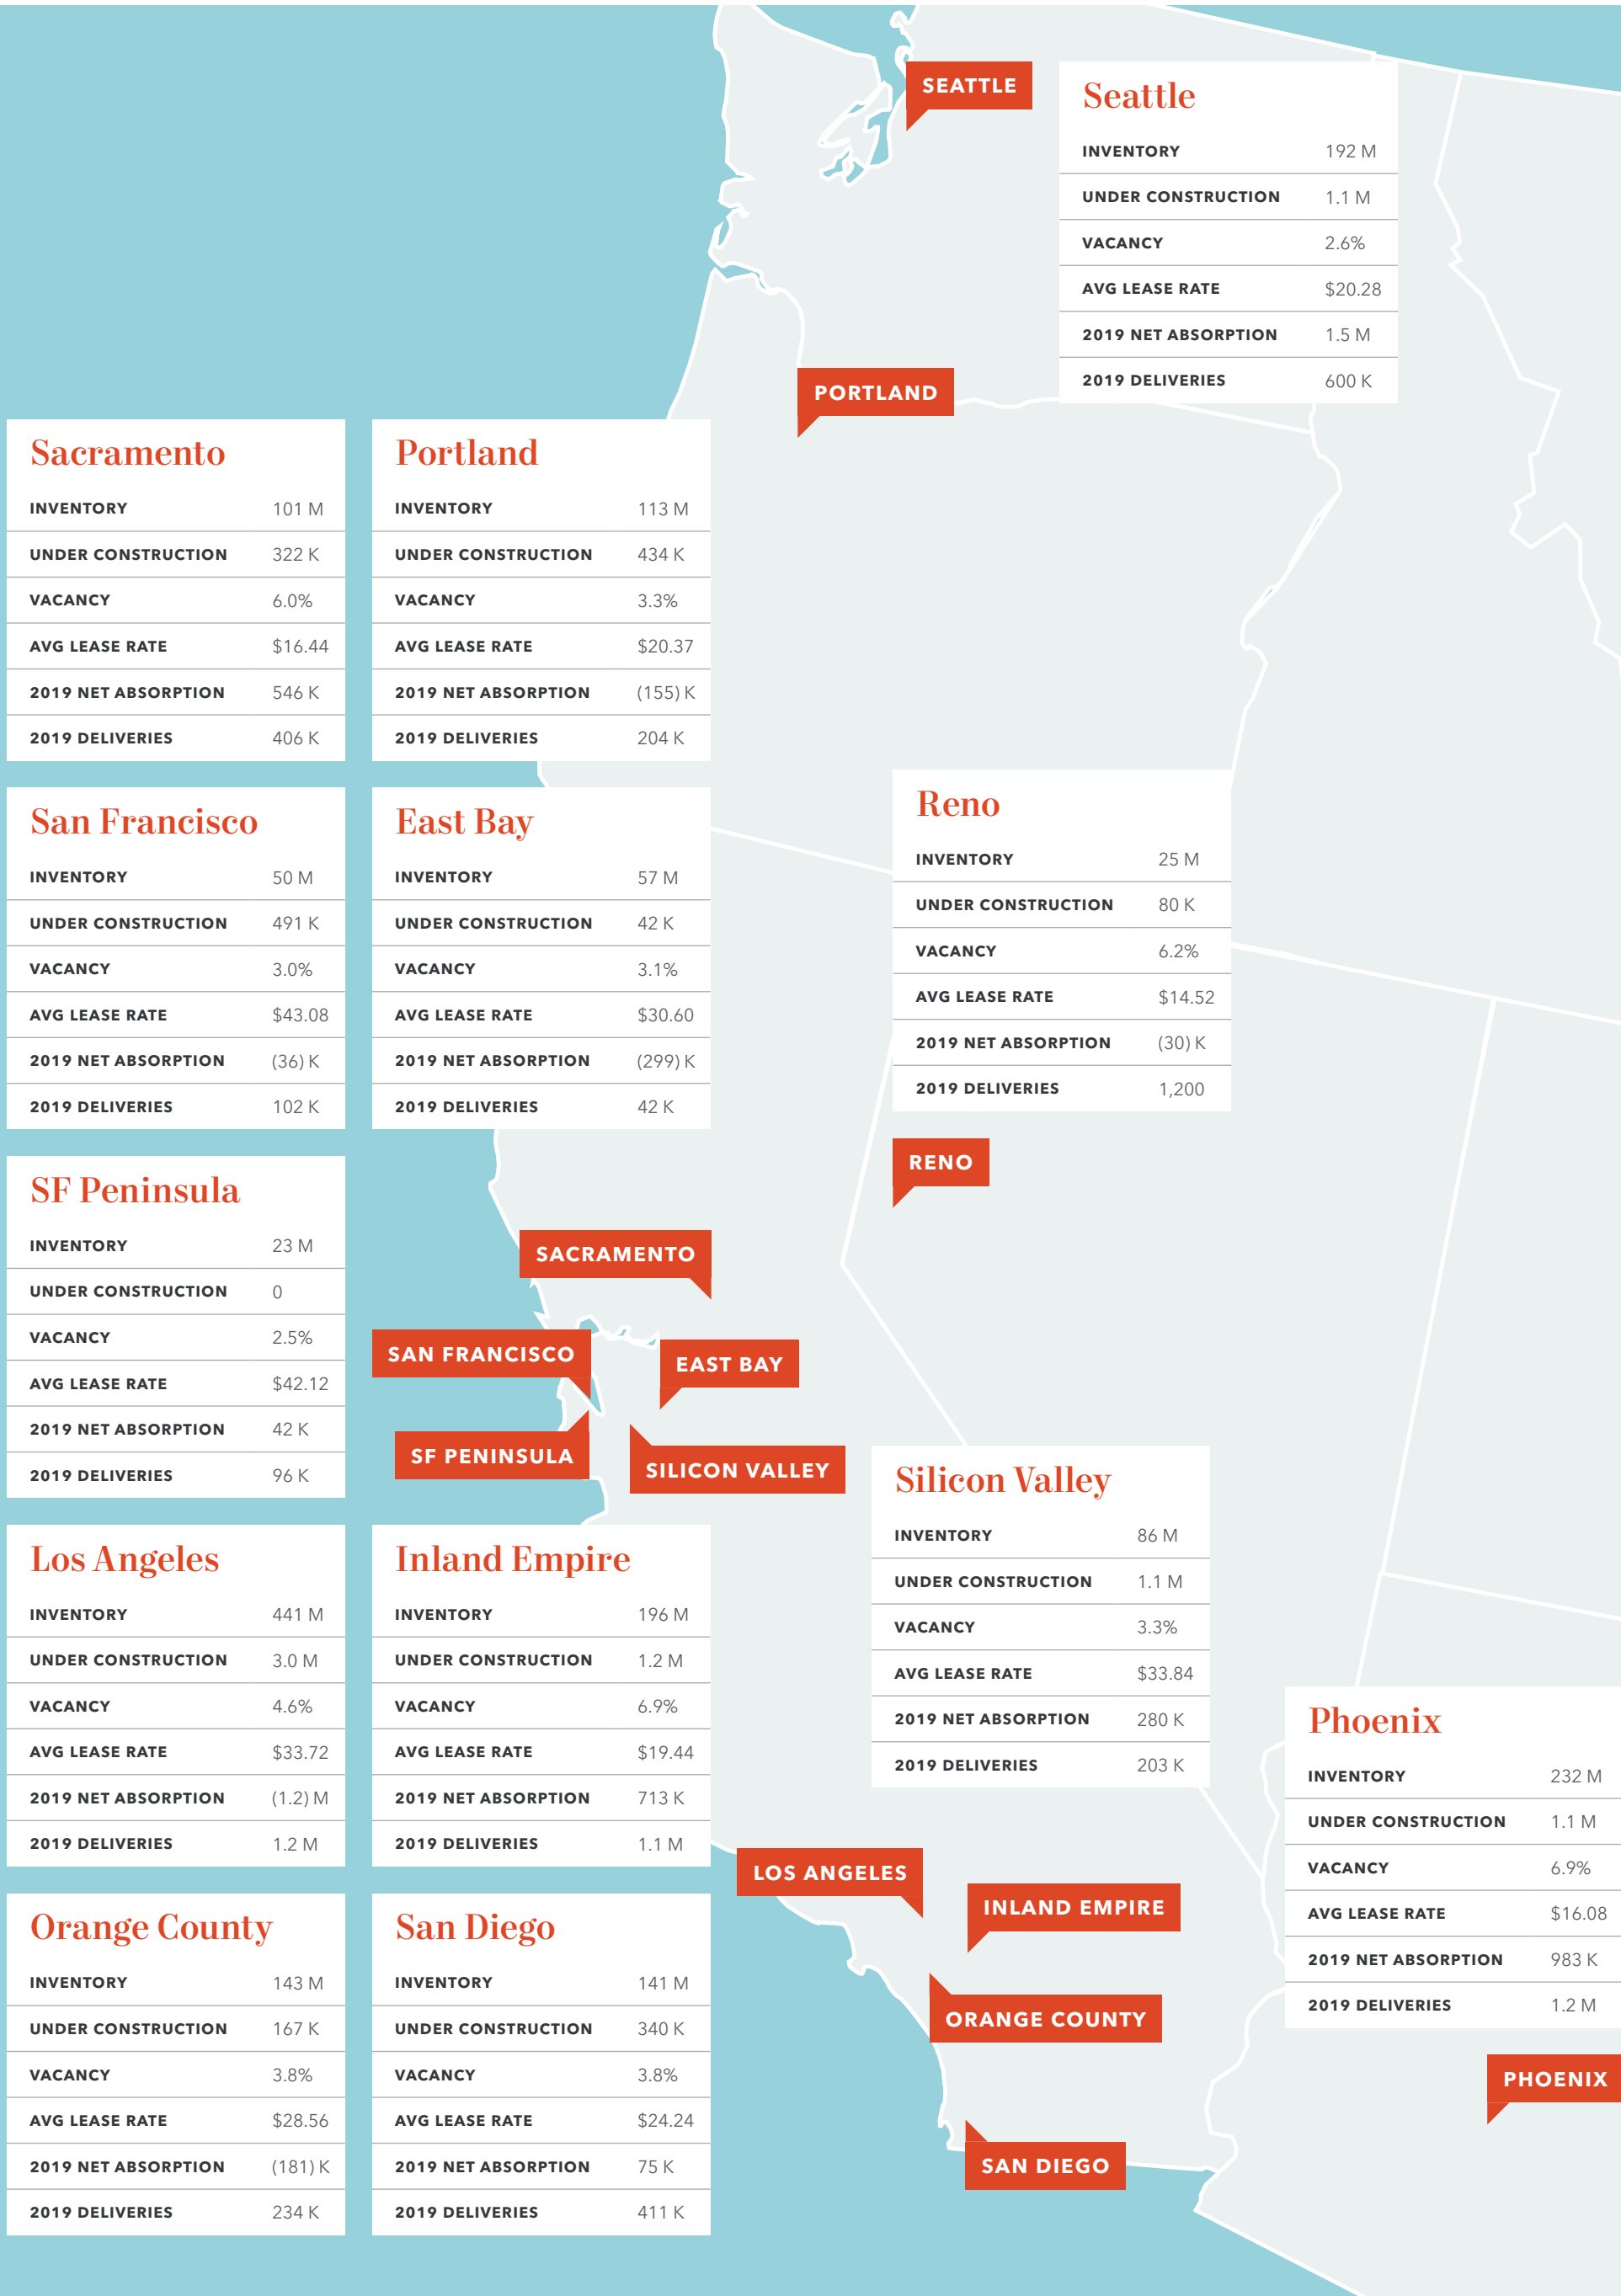 SEATTLE
Seattle
INVENTORY 192 M
UNDER CONSTRUCTION 1.1 M
VACANCY 2.6%
AVG LEASE RATE $20.28
2019 NET ABSORPTION 1.5 M
2019 DELIVERIES 600 K
PORTLAND
Sacramento
INVENTORY 101 M
UNDER CONSTRUCTION 322 K
VACANCY 6.0%
AVG LEASE RATE $16.44
2019 NET ABSORPTION 546 K
2019 DELIVERIES 406 K
Portland
INVENTORY 113 M
UNDER CONSTRUCTION 434 K
VACANCY 3.3%
AVG LEASE RATE $20.37
2019 NET ABSORPTION (155) K
2019 DELIVERIES 204 K
San Francisco
INVENTORY 50 M
UNDER CONSTRUCTION 491 K
VACANCY 3.0%
AVG LEASE RATE $43.08
2019 NET ABSORPTION (36) K
2019 DELIVERIES 102 K
East Bay
INVENTORY 57 M
UNDER CONSTRUCTION 42 K
VACANCY 3.1%
AVG LEASE RATE $30.60
2019 NET ABSORPTION (299) K
2019 DELIVERIES 42 K
Reno
INVENTORY 25 M
UNDER CONSTRUCTION 80 K
VACANCY 6.2%
AVG LEASE RATE $14.52
2019 NET ABSORPTION (30) K
2019 DELIVERIES 1,200
RENO
SF Peninsula
INVENTORY 23 M
UNDER CONSTRUCTION 0
VACANCY 2.5%
AVG LEASE RATE $42.12
2019 NET ABSORPTION 42 K
2019 DELIVERIES 96 K
SACRAMENTO
SAN FRANCISCO
EAST BAY
SF PENINSULA
SILICON VALLEY
Silicon Valley
INVENTORY 86 M
UNDER CONSTRUCTION 1.1 M
VACANCY 3.3%
AVG LEASE RATE $33.84
2019 NET ABSORPTION 280 K
2019 DELIVERIES 203 K
Los Angeles
INVENTORY 441 M
UNDER CONSTRUCTION 3.0 M
VACANCY 4.6%
AVG LEASE RATE $33.72
2019 NET ABSORPTION (1.2) M
2019 DELIVERIES 1.2 M
Inland Empire
INVENTORY 196 M
UNDER CONSTRUCTION 1.2 M
VACANCY 6.9%
AVG LEASE RATE $19.44
2019 NET ABSORPTION 713 K
2019 DELIVERIES 1.1 M
Phoenix
INVENTORY 232 M
UNDER CONSTRUCTION 1.1 M
VACANCY 6.9%
AVG LEASE RATE $16.08
2019 NET ABSORPTION 983 K
2019 DELIVERIES 1.2 M
LOS ANGELES
INLAND EMPIRE
ORANGE COUNTY
PHOENIX
SAN DIEGO
Orange County
INVENTORY 143 M
UNDER CONSTRUCTION 167 K
VACANCY 3.8%
AVG LEASE RATE $28.56
2019 NET ABSORPTION (181) K
2019 DELIVERIES 234 K
San Diego
INVENTORY 141 M
UNDER CONSTRUCTION 340 K
VACANCY 3.8%
AVG LEASE RATE $24.24
2019 NET ABSORPTION 75 K
2019 DELIVERIES 411 K